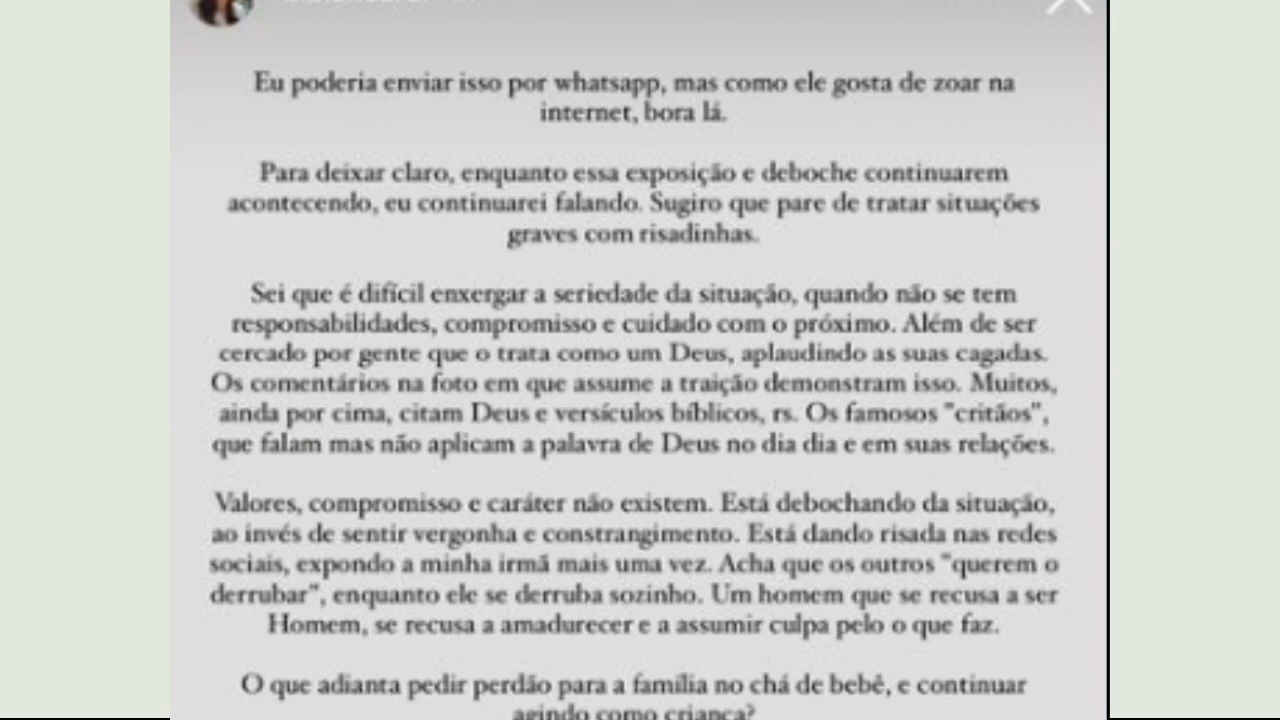 Eu poderia enviar isso por whatsapp, mas como ele gosta de zoar na
internet, bora lá.
Para deixar claro, enquanto essa exposição e deboche continuarem
acontecendo, eu continuarei falando. Sugiro que pare de tratar situações
graves com risadinhas.
Sei que é difícil enxergar a seriedade da situação, quando não se tem
responsabilidades, compromisso e cuidado com o próximo. Além de ser
cercado por gente que o trata como um Deus, aplaudindo as suas cagadas.
Os comentários na foto em que assume a traição demonstram isso. Muitos,
ainda por cima, citam Deus e versículos bíblicos, rs. Os famosos "critãos",
que falam mas não aplicam a palavra de Deus no dia dia e em suas relações.
Valores, compromisso e caráter não existem. Está debochando da situação,
ao invés de sentir vergonha e constrangimento. Está dando risada nas redes
sociais, expondo a minha irmã mais uma vez. Acha que os outros "querem o
derrubar", enquanto ele se derruba sozinho. Um homem que se recusa a ser
Homem, se recusa a amadurecer e a assumir culpa pelo o que faz.
O que adianta pedir perdão para a família no chá de bebê, e continuar
agindo como criança?